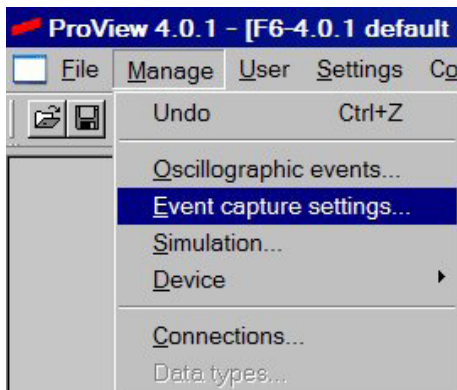 ProView 4.0.1 - [F6-4.0.1 default
File Manage User Settings Co
Undo Ctrl+Z
Oscillographic events...
Event capture settings...
Simulation...
Device
Connections...
Data types...